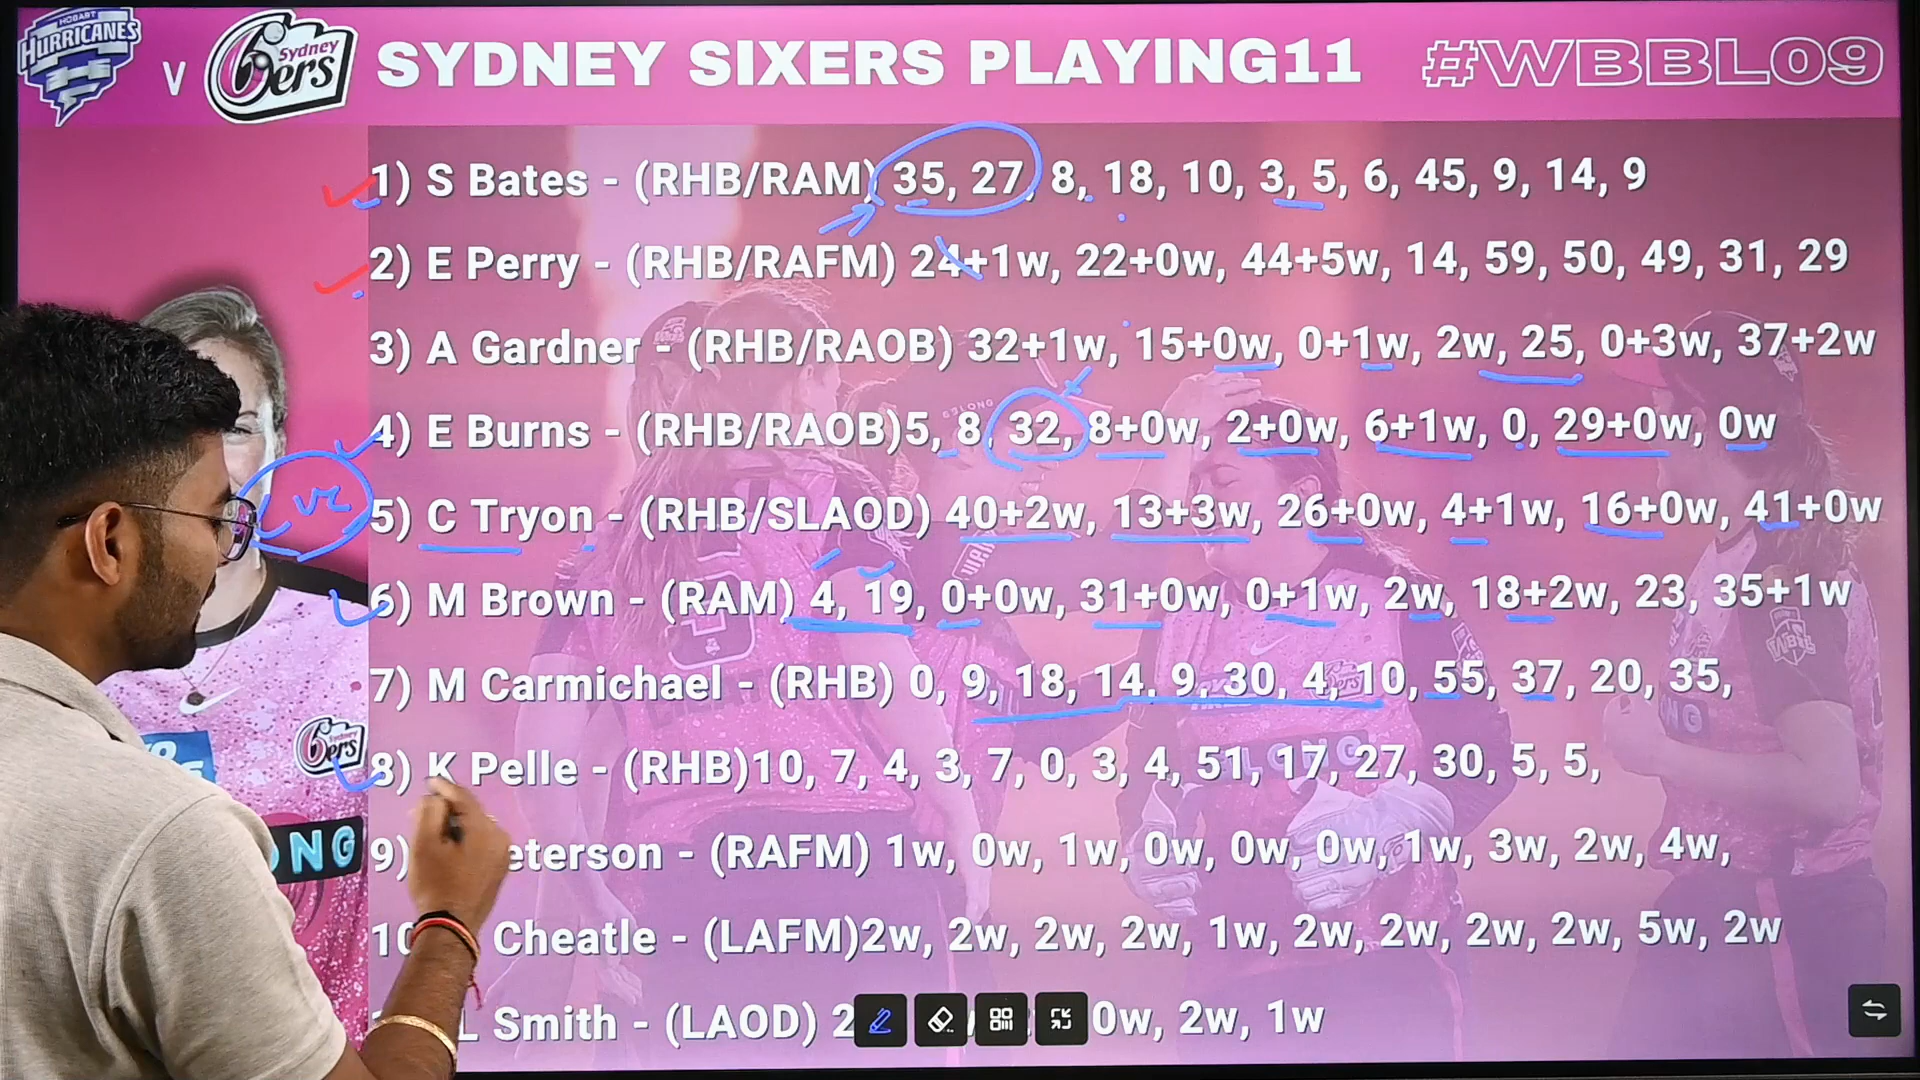 HOBART
HURRICANES
V
Sydney
6ers
SYDNEY SIXERS PLAYING11
#WBBL09
1) S Bates - (RHB/RAM) 35, 27, 8, 18, 10, 3, 5, 6, 45, 9, 14, 9
2) E Perry - (RHB/RAFM) 24+1w, 22+0w, 44+5w, 14, 59, 50, 49, 31, 29
3) A Gardner - (RHB/RAOB) 32+1w, 15+0w, 0+1w, 2w, 25, 0+3w, 37+2w
4) E Burns - (RHB/RAOB)5, 8, 32, 8+0w, 2+0w, 6+1w, 0, 29+0w, 0w
VC
5) C Tryon - (RHB/SLAOD) 40+2w, 13+3w, 26+0w, 4+1w, 16+0w, 41+0w
6) M Brown - (RAM) 4, 19, 0+0w, 31+0w, 0+1w, 2w, 18+2w, 23, 35+1w
7) M Carmichael - (RHB) 0, 9, 18, 14. 9, 30, 4, 10, 55, 37, 20, 35,
Sydney
6ers
8) K Pelle - (RHB)10, 7, 4, 3, 7, 0, 3, 4, 51, 17, 27, 30, 5, 5,
9) eterson - (RAFM) 1w, 0w, 1w, 0w, 0w, 0w, 1w, 3w, 2w, 4w,
10 Cheatle - (LAFM)2w, 2w, 2w, 2w, 1w, 2w, 2w, 2w, 2w, 5w, 2w
L Smith - (LAOD) 2 0w, 2w, 1w